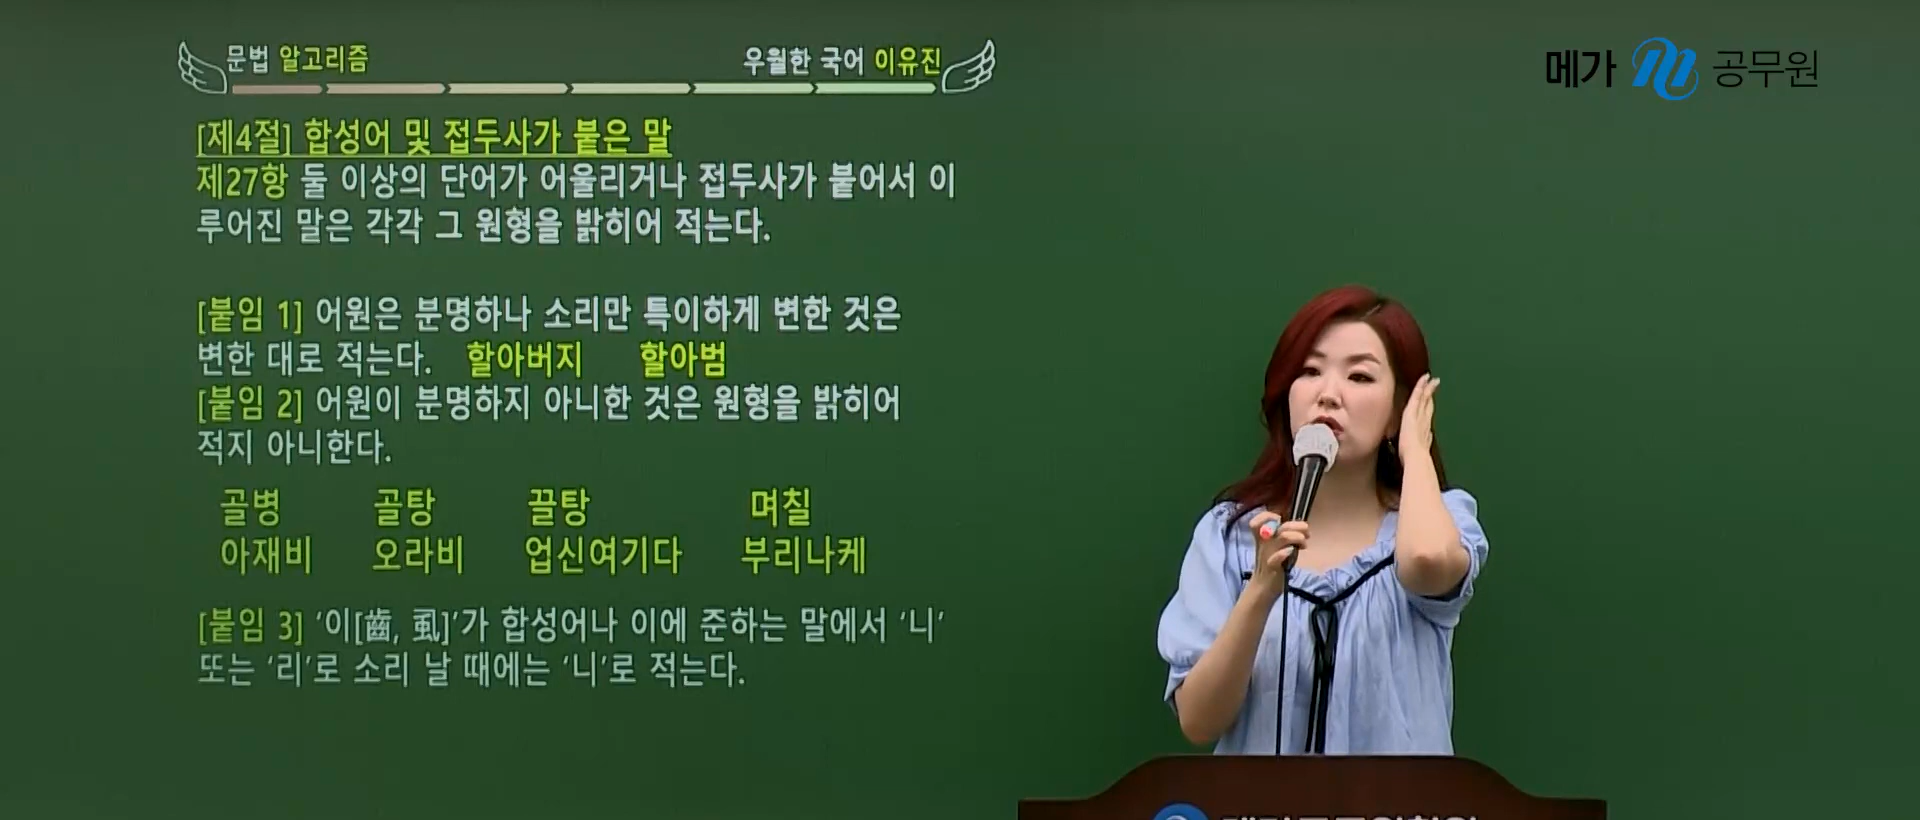 문법 알고리즘
우월한 국어 이유진
메가 공무원
[제4절] 합성어 및 접두사가 붙은 말
제27항 둘 이상의 단어가 어울리거나 접두사가 붙어서 이
루어진 말은 각각 그 원형을 밝히어 적는다.
[붙임 1] 어원은 분명하나 소리만 특이하게 변한 것은
변한 대로 적는다. 할아버지 할아범
[붙임 2] 어원이 분명하지 아니한 것은 원형을 밝히어
적지 아니한다.
골병 골탕 끌탕 며칠
아재비 오라비 업신여기다 부리나케
[붙임 3] ‘이[齒, 虱]’가 합성어나 이에 준하는 말에서 ‘니’
또는 ‘리’로 소리 날 때에는 ‘니’로 적는다.